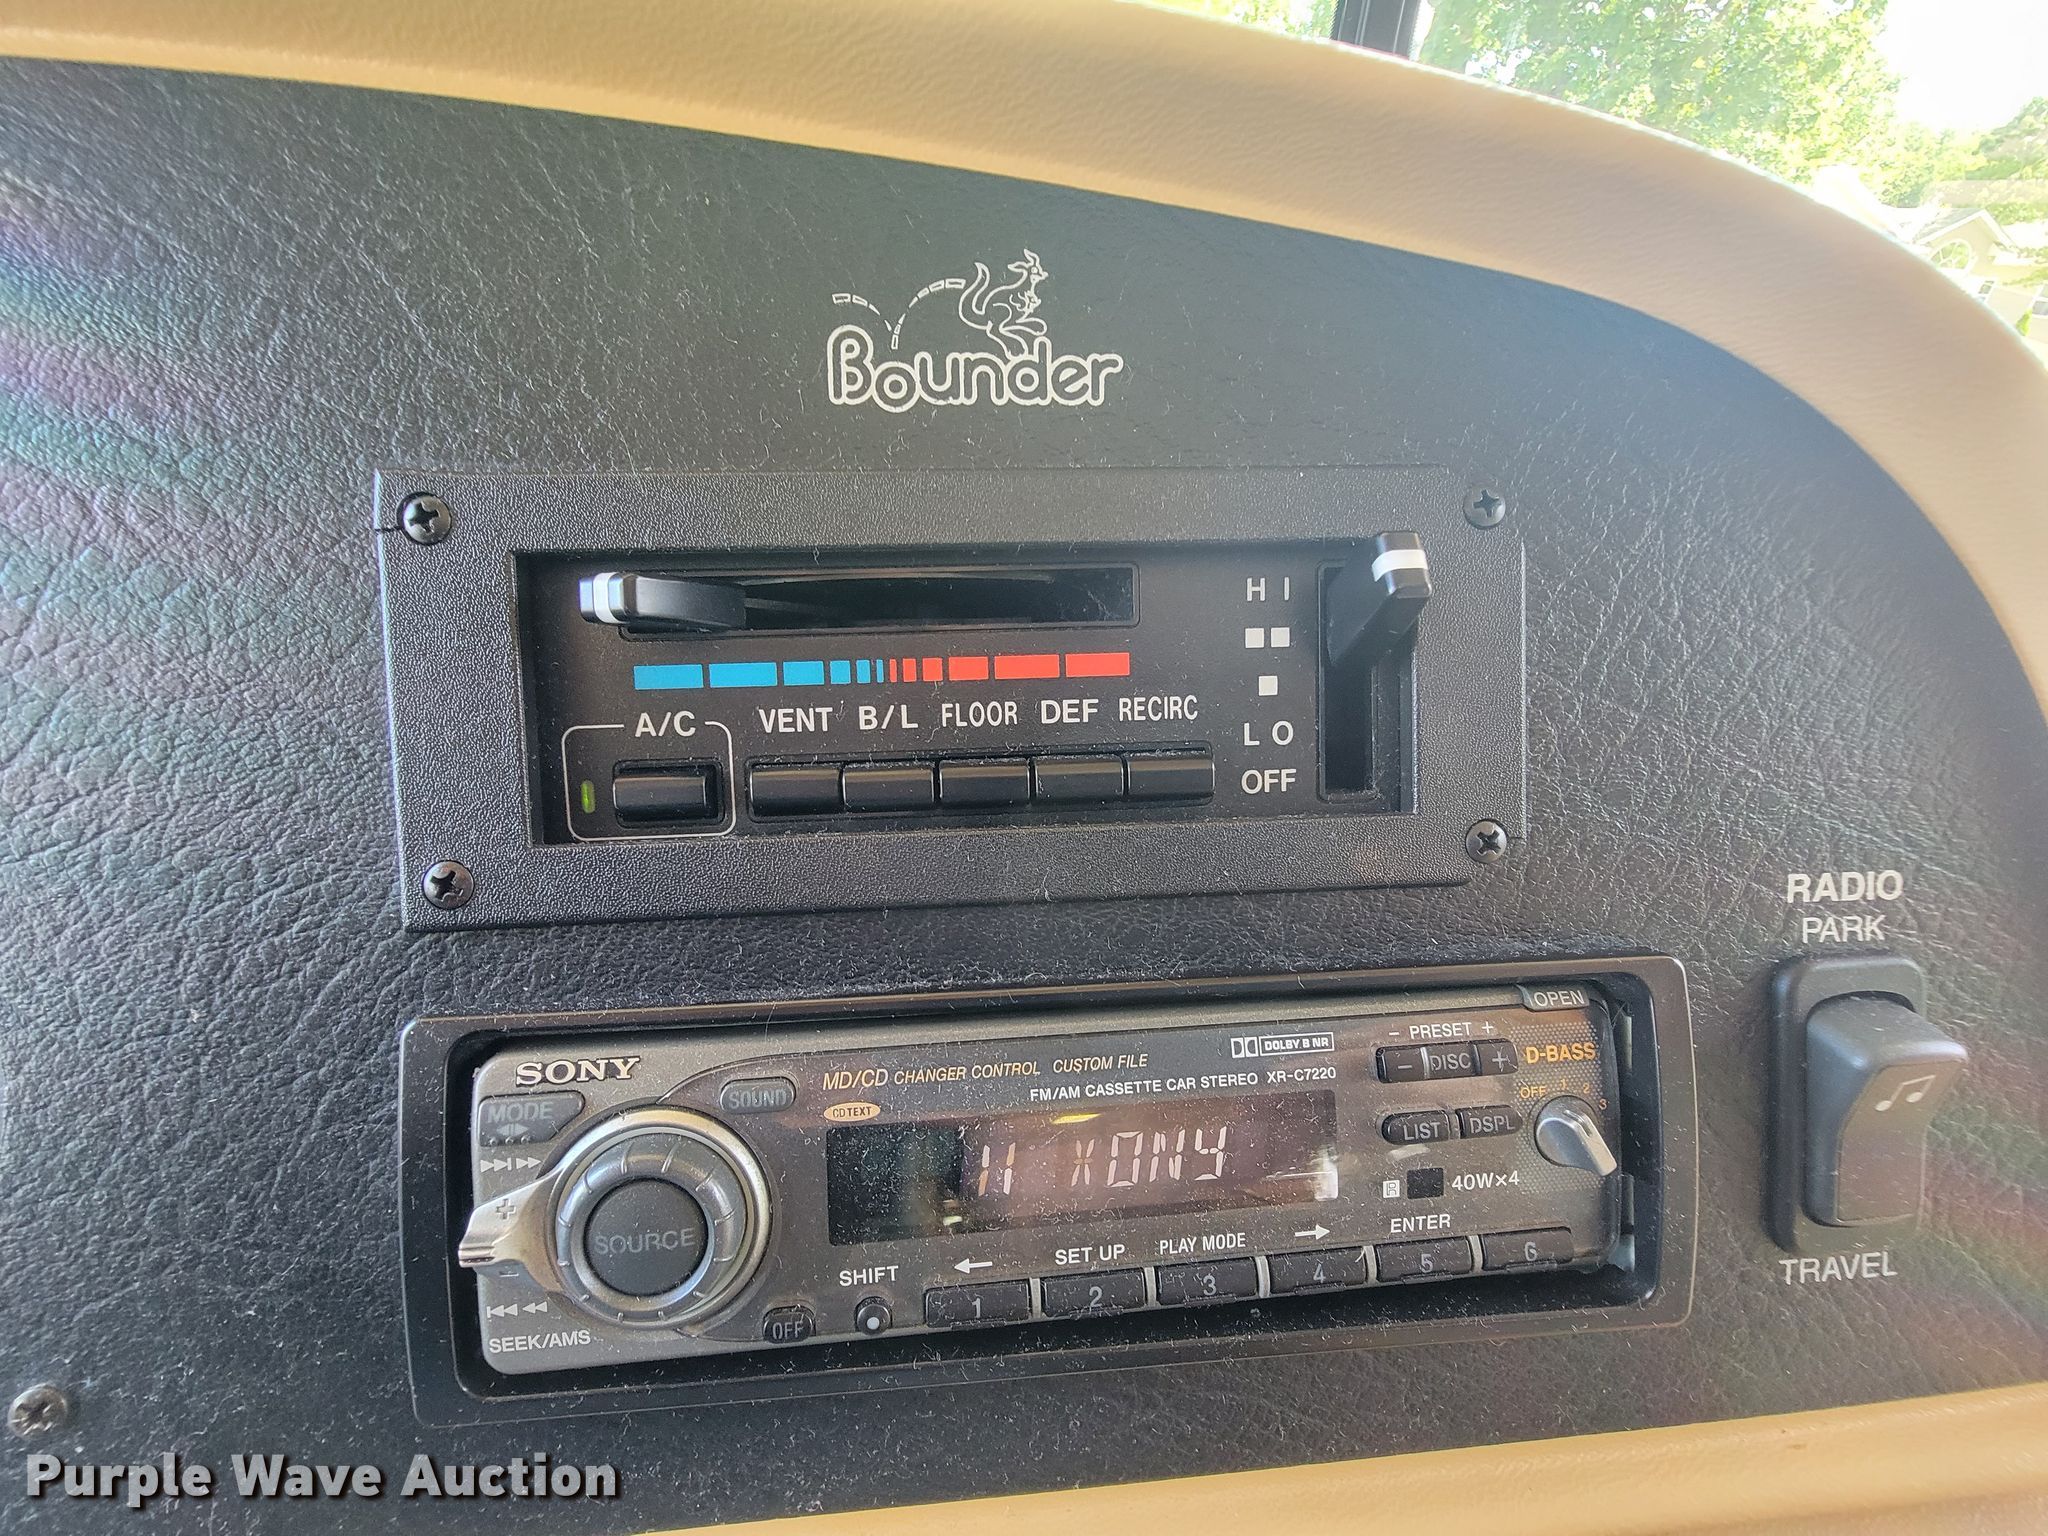 Bounder
HI
A/C VENT B/L FLOOR DEF RECIRC
LO
OFF
RADIO
PARK
TRAVEL
SONY
MD/CD CHANGER CONTROL CUSTOM FILE
DOLBY B NR
FM/AM CASSETTE CAR STEREO XR-C7220
- PRESET +
OPEN
- DISC +
D-BASS
OFF 1 2 3
MODE
SOUND
CD TEXT
LIST DSPL
40W×4
+
SOURCE
-
SEEK/AMS
OFF
SHIFT
SET UP PLAY MODE ENTER
1 2 3 4 5 6
Purple Wave Auction